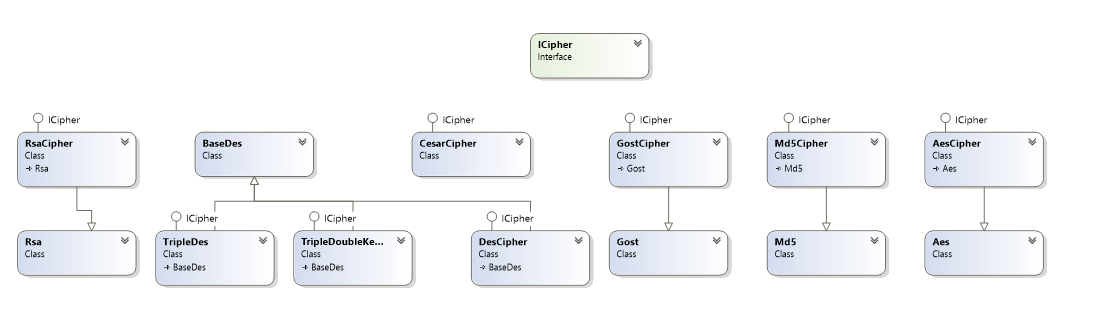 ICipher
Interface
ICipher
ICipher
ICipher
ICipher
ICipher
RsaCipher
Class
Rsa
BaseDes
Class
CesarCipher
Class
GostCipher
Class
Gost
Md5Cipher
Class
Md5
AesCipher
Class
Aes
ICipher
ICipher
ICipher
Rsa
Class
TripleDes
Class
BaseDes
TripleDoubleKe...
Class
BaseDes
DesCipher
Class
BaseDes
Gost
Class
Md5
Class
Aes
Class